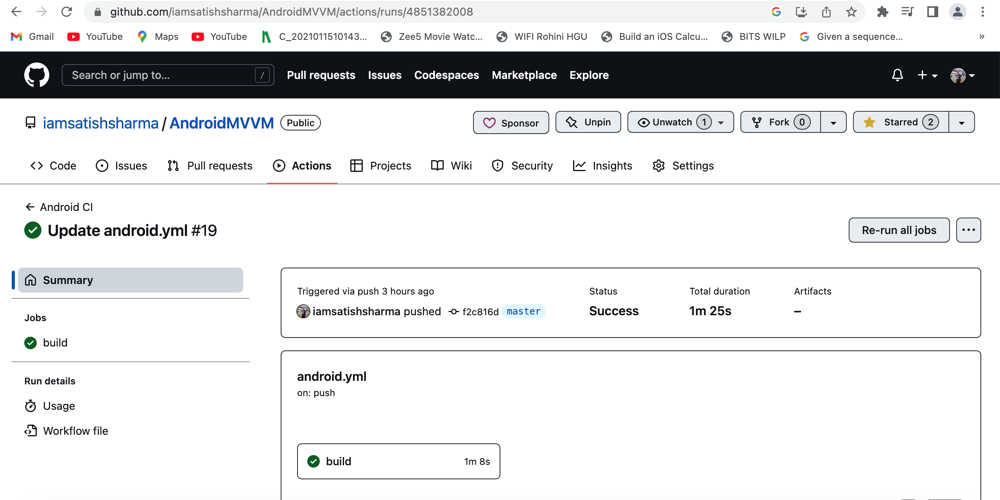 github.com/iamsatishsharma/AndroidMVVM/actions/runs/4851382008
Gmail YouTube Maps YouTube C_2021011510143... Zee5 Movie Watc... WIFI Rohini HGU Build an iOS Calcu... BITS WILP Given a sequence... »
Search or jump to... / Pull requests Issues Codespaces Marketplace Explore
iamsatishsharma / AndroidMVVM Public Sponsor Unpin Unwatch 1 Fork 0 Starred 2
Code Issues Pull requests Actions Projects Wiki Security Insights Settings
Android CI
Update android.yml #19 Re-run all jobs ...
Summary
Jobs
build
Run details
Usage
Workflow file
Triggered via push 3 hours ago
iamsatishsharma pushed f2c816d master
Status
Success
Total duration
1m 25s
Artifacts
–
android.yml
on: push
build 1m 8s